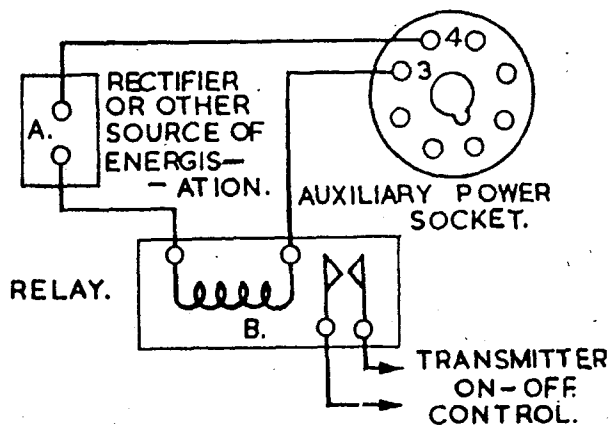 4
3
RECTIFIER
OR OTHER
SOURCE OF
ENERGIS—
—ATION.
A.
AUXILIARY POWER
SOCKET.
RELAY.
B.
TRANSMITTER
ON-OFF
CONTROL.